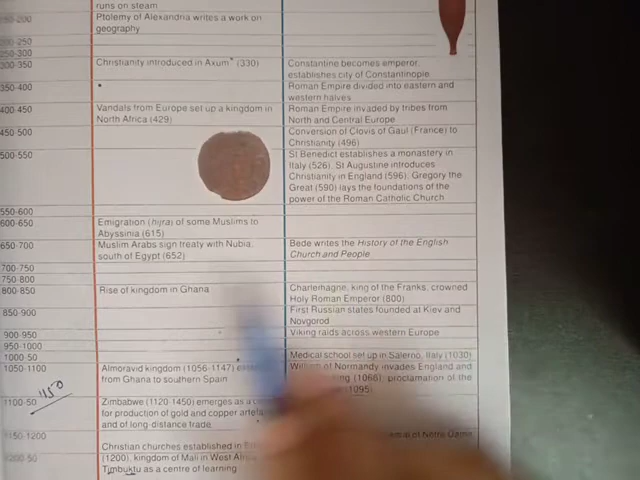 runs on steam
150-200 Ptolemy of Alexandria writes a work on
geography
200-250
250-300
300-350 Christianity introduced in Axum* (330) Constantine becomes emperor,
establishes city of Constantinople
350-400 Roman Empire divided into eastern and
western halves
400-450 Vandals from Europe set up a kingdom in Roman Empire invaded by tribes from
North Africa (429) North and Central Europe
450-500 Conversion of Clovis of Gaul (France) to
Christianity (496)
500-550 St Benedict establishes a monastery in
Italy (526), St Augustine introduces
Christianity in England (596), Gregory the
Great (590) lays the foundations of the
power of the Roman Catholic Church
550-600
600-650 Emigration (hijra) of some Muslims to
Abyssinia (615)
650-700 Muslim Arabs sign treaty with Nubia, Bede writes the History of the English
south of Egypt (652) Church and People
700-750
750-800
800-850 Rise of kingdom in Ghana Charlemagne, king of the Franks, crowned
Holy Roman Emperor (800)
850-900 First Russian states founded at Kiev and
Novgorod
900-950 Viking raids across western Europe
950-1000
1000-50 Medical school set up in Salerno, Italy (1030)
1050-1100 Almoravid kingdom (1056-1147) William of Normandy invades England and
from Ghana to southern Spain (1066), proclamation of the
1095)
1150
1100-50 Zimbabwe (1120-1450) emerges as a
for production of gold and copper
and of long-distance trade
1150-1200 of Notre Dame
Christian churches established in
1200-50 (1200), kingdom of Mali in West
Timbuktu as a centre of learning